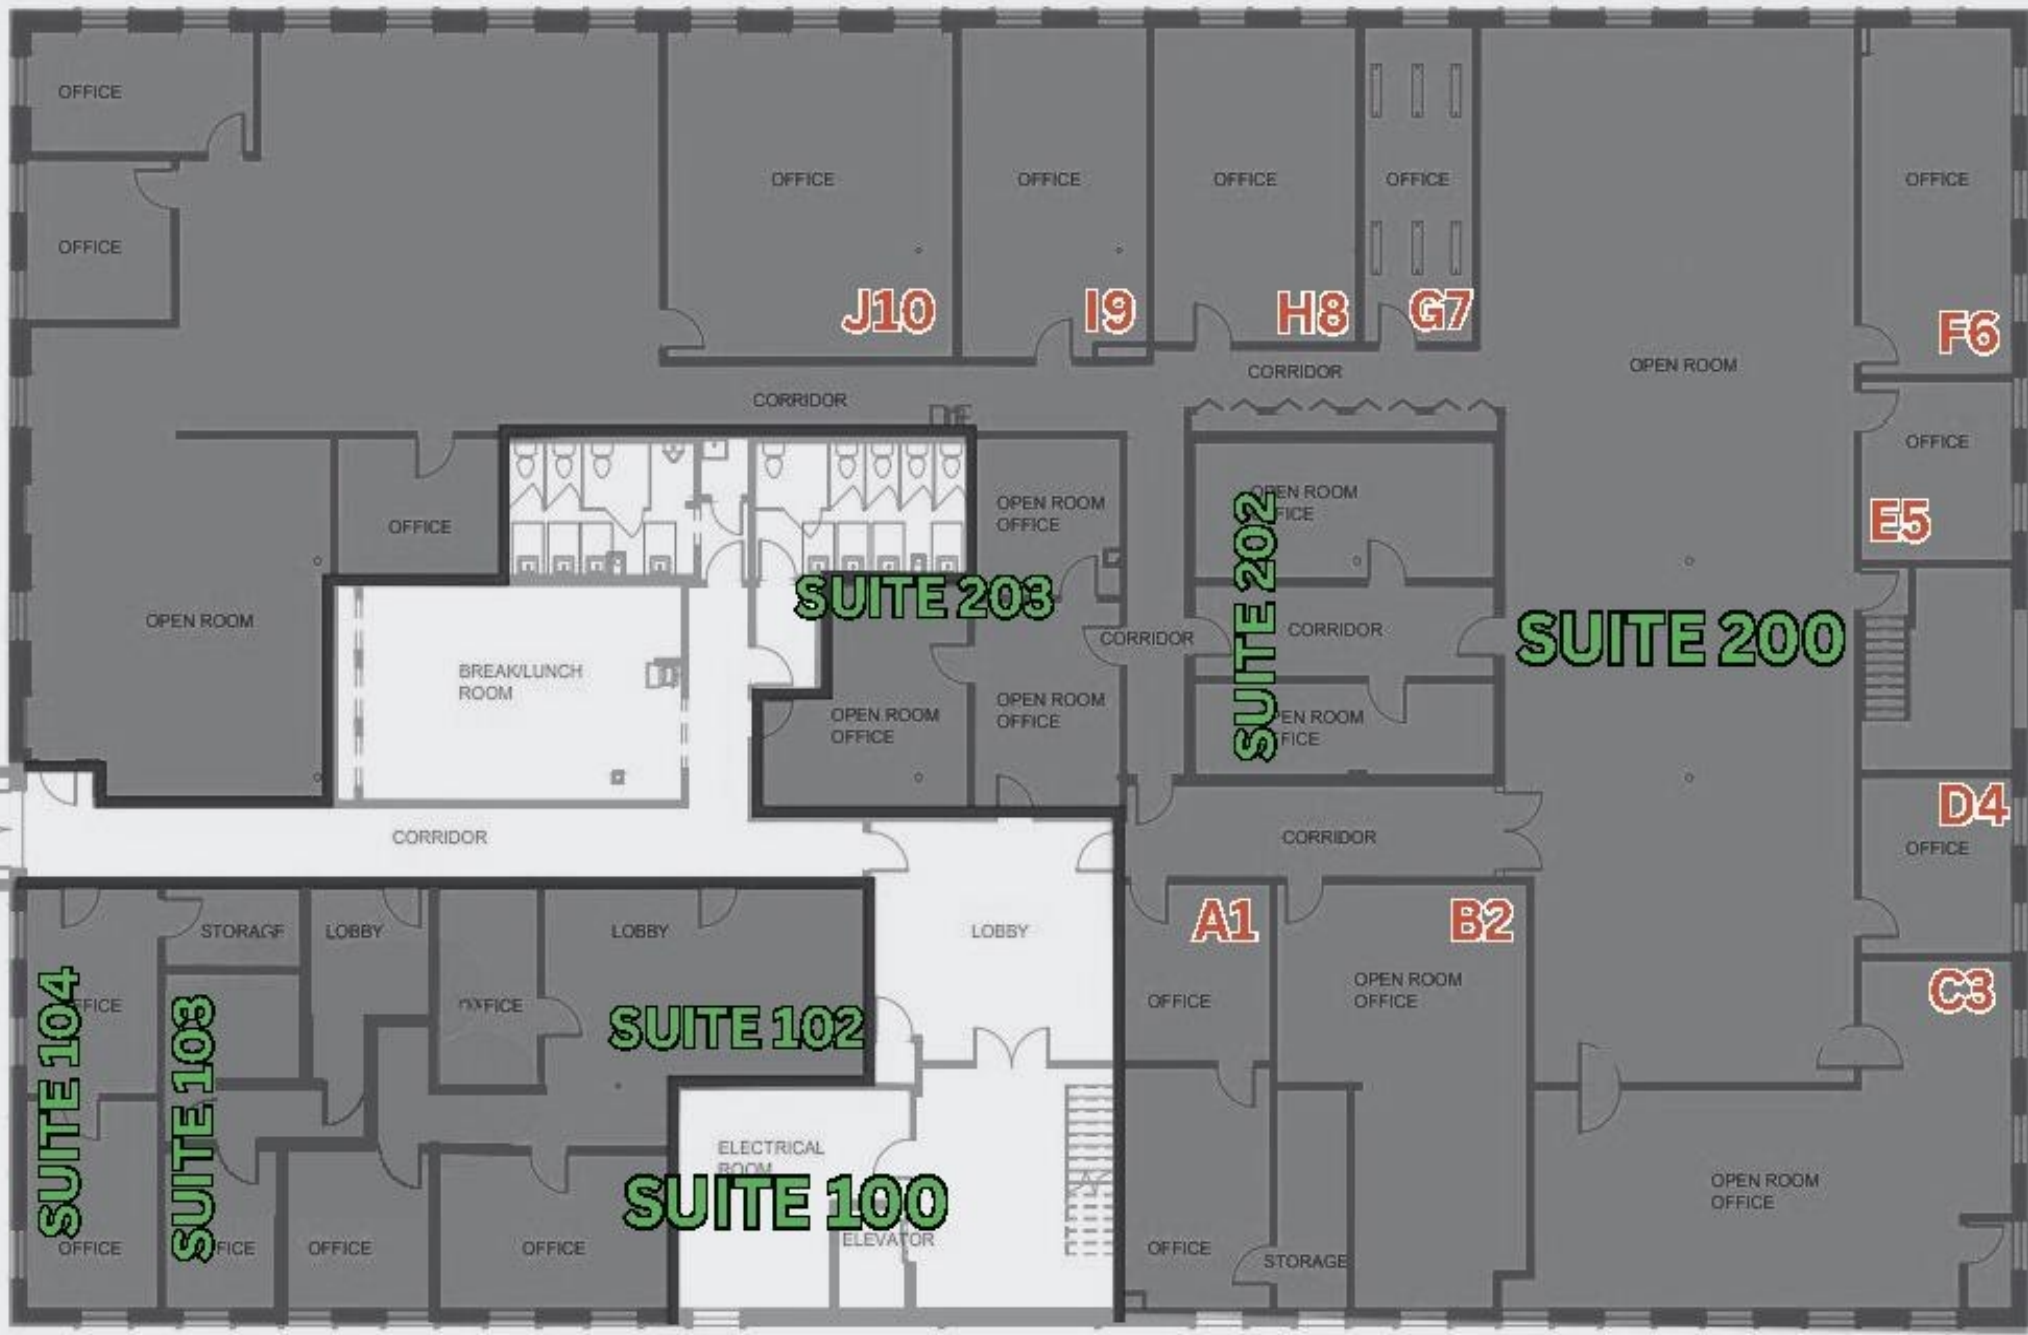 OFFICE
OFFICE
OFFICE
OFFICE
OFFICE
OFFICE
OFFICE
J10
I9
H8
G7
F6
OPEN ROOM
CORRIDOR
CORRIDOR
OFFICE
E5
OFFICE
OPEN ROOM
OFFICE
OPEN ROOM
SUITE 202
SUITE 203
SUITE 200
OPEN ROOM
CORRIDOR
CORRIDOR
BREAK/LUNCH
ROOM
OPEN ROOM
OFFICE
OPEN ROOM
OFFICE
D4
OFFICE
CORRIDOR
CORRIDOR
A1
B2
STORAGE
LOBBY
LOBBY
LOBBY
C3
OPEN ROOM
OFFICE
OFFICE
SUITE 104
SUITE 103
SUITE 102
ELECTRICAL
ROOM
SUITE 100
ELEVATOR
OPEN ROOM
OFFICE
OFFICE
OFFICE
OFFICE
OFFICE
STORAGE